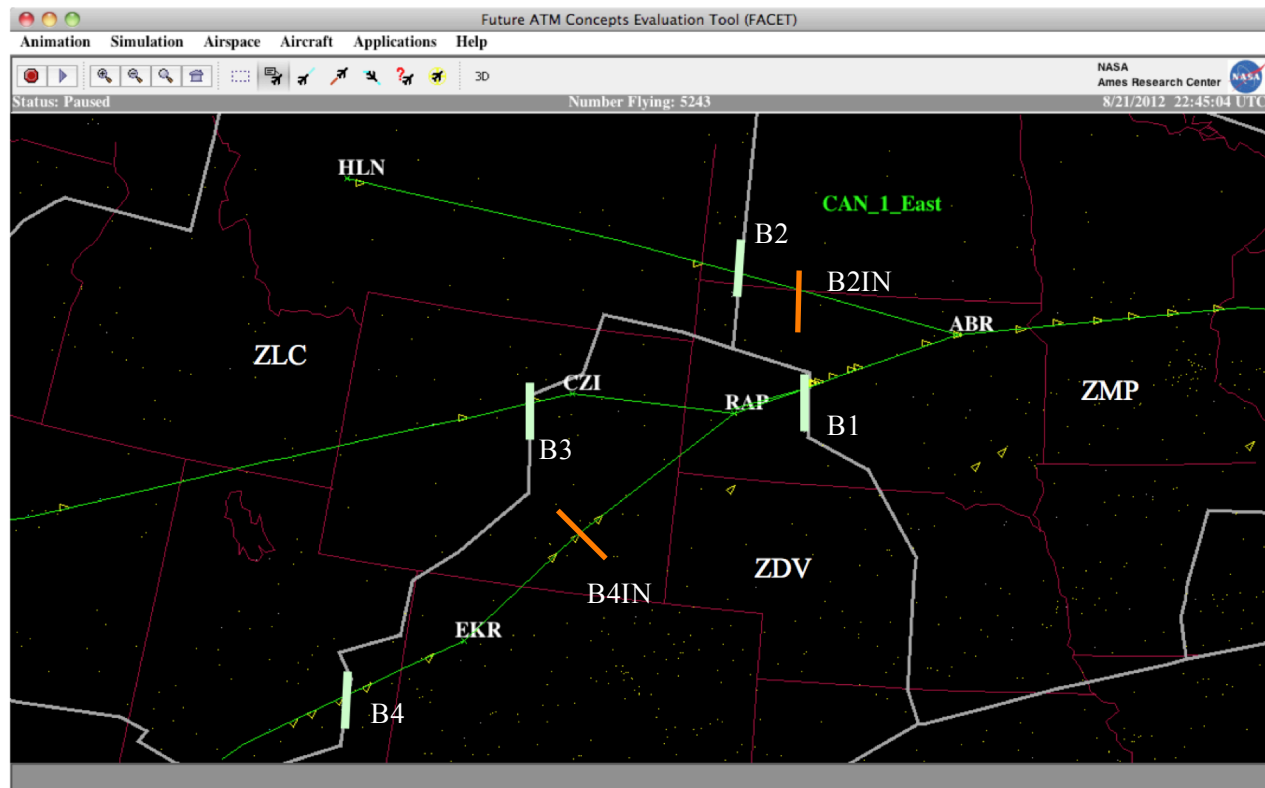 Future ATM Concepts Evaluation Tool (FACET)
Animation Simulation Airspace Aircraft Applications Help
3D
NASA
Ames Research Center
NASA
Status: Paused Number Flying: 5243 8/21/2012 22:45:04 UTC
HLN
CAN_1_East
B2
B2IN
ABR
ZLC
CZI
RAP
ZMP
B3
B1
ZDV
B4IN
EKR
B4